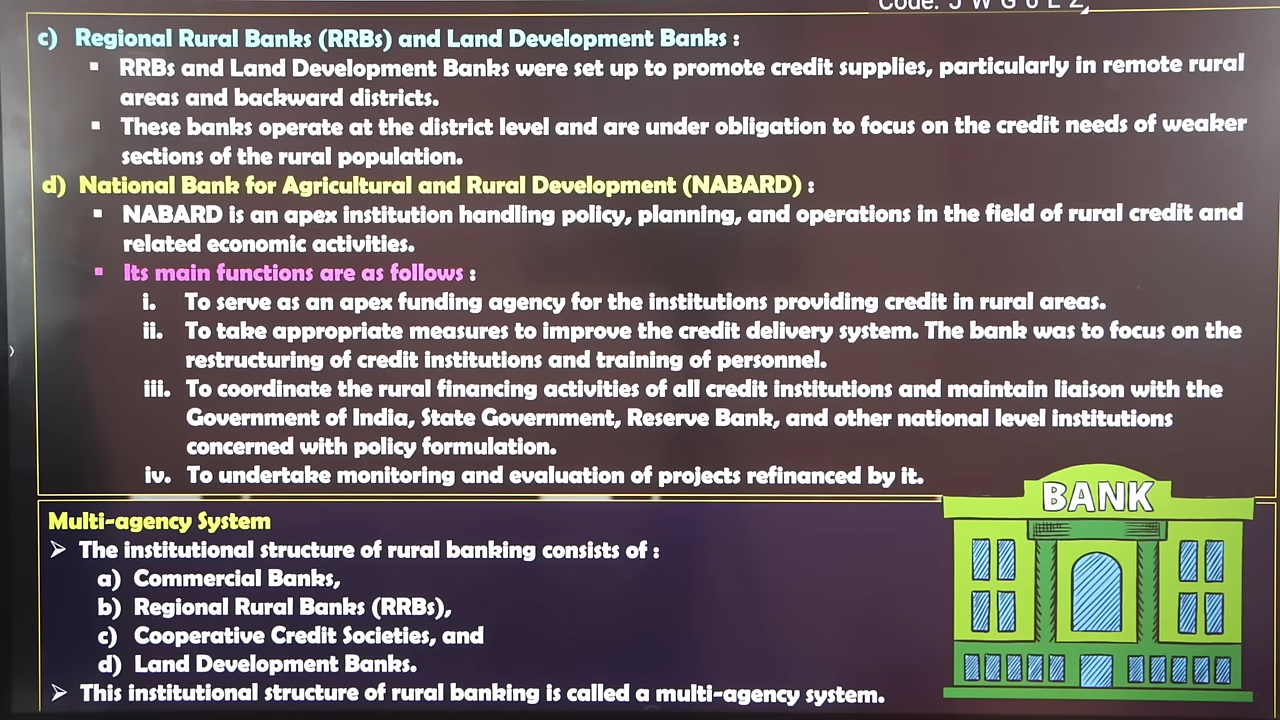 Code: J W G 6 L Z
c) Regional Rural Banks (RRBs) and Land Development Banks :
▪ RRBs and Land Development Banks were set up to promote credit supplies, particularly in remote rural
areas and backward districts.
▪ These banks operate at the district level and are under obligation to focus on the credit needs of weaker
sections of the rural population.
d) National Bank for Agricultural and Rural Development (NABARD) :
▪ NABARD is an apex institution handling policy, planning, and operations in the field of rural credit and
related economic activities.
▪ Its main functions are as follows :
i. To serve as an apex funding agency for the institutions providing credit in rural areas.
ii. To take appropriate measures to improve the credit delivery system. The bank was to focus on the
restructuring of credit institutions and training of personnel.
iii. To coordinate the rural financing activities of all credit institutions and maintain liaison with the
Government of India, State Government, Reserve Bank, and other national level institutions
concerned with policy formulation.
iv. To undertake monitoring and evaluation of projects refinanced by it.
BANK
Multi-agency System
➢ The institutional structure of rural banking consists of :
a) Commercial Banks,
b) Regional Rural Banks (RRBs),
c) Cooperative Credit Societies, and
d) Land Development Banks.
➢ This institutional structure of rural banking is called a multi-agency system.